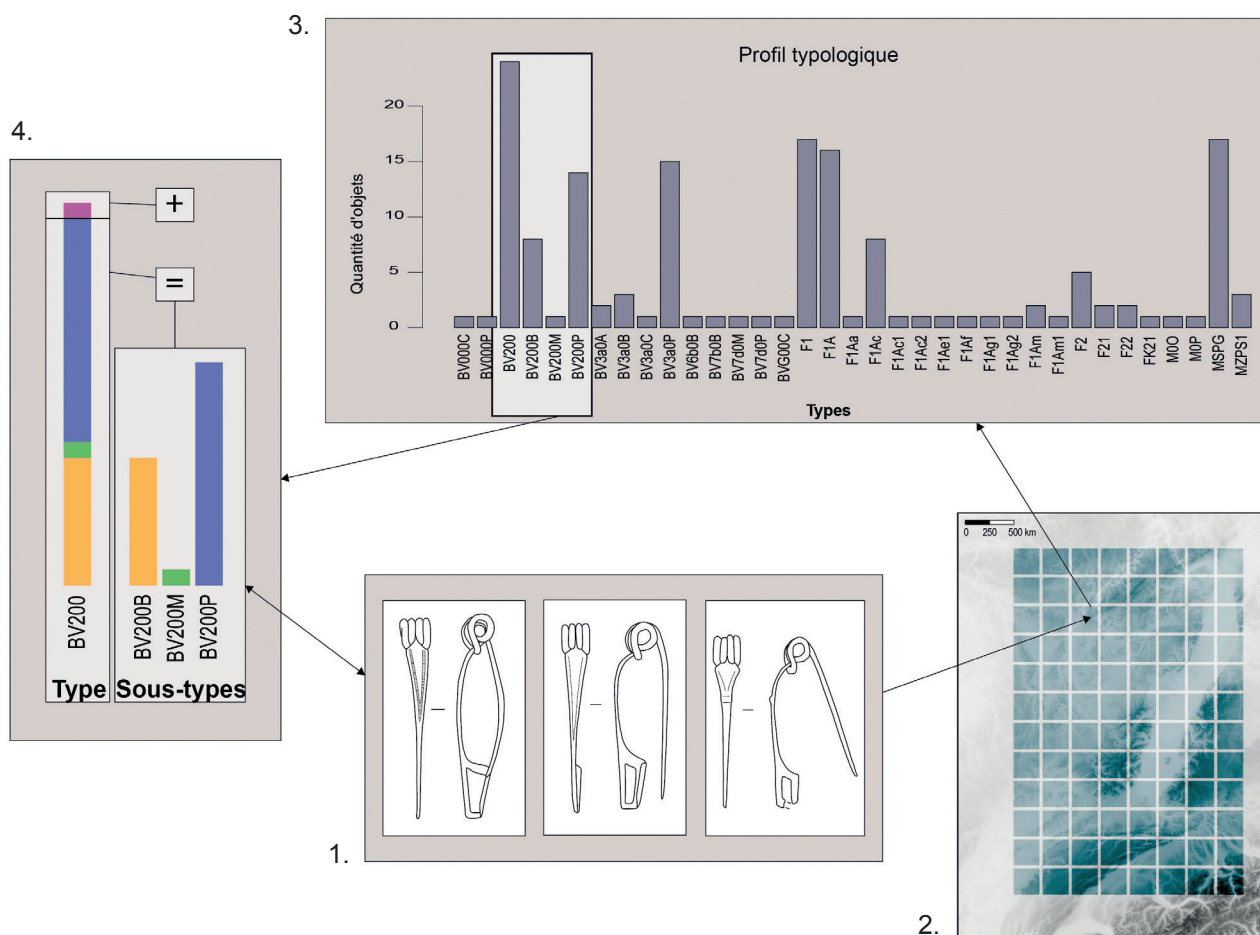 3.
Profil typologique
Quantité d'objets
20
15
10
5
0
BV000C
BV000P
BV200
BV200B
BV200M
BV200P
BV3a0A
BV3a0B
BV3a0C
BV3a0P
BV6b0B
BV7b0B
BV7d0M
BV7d0P
BVG00C
F1
F1A
F1Aa
F1Ac
F1Ac1
F1Ac2
F1Ae1
F1Af
F1Ag1
F1Ag2
F1Am
F1Am1
F2
F21
F22
FK21
M0O
M0P
MSPG
MZPS1
Types
4.
+
=
BV200
BV200B
BV200M
BV200P
Type
Sous-types
1.
0 250 500 km
2.